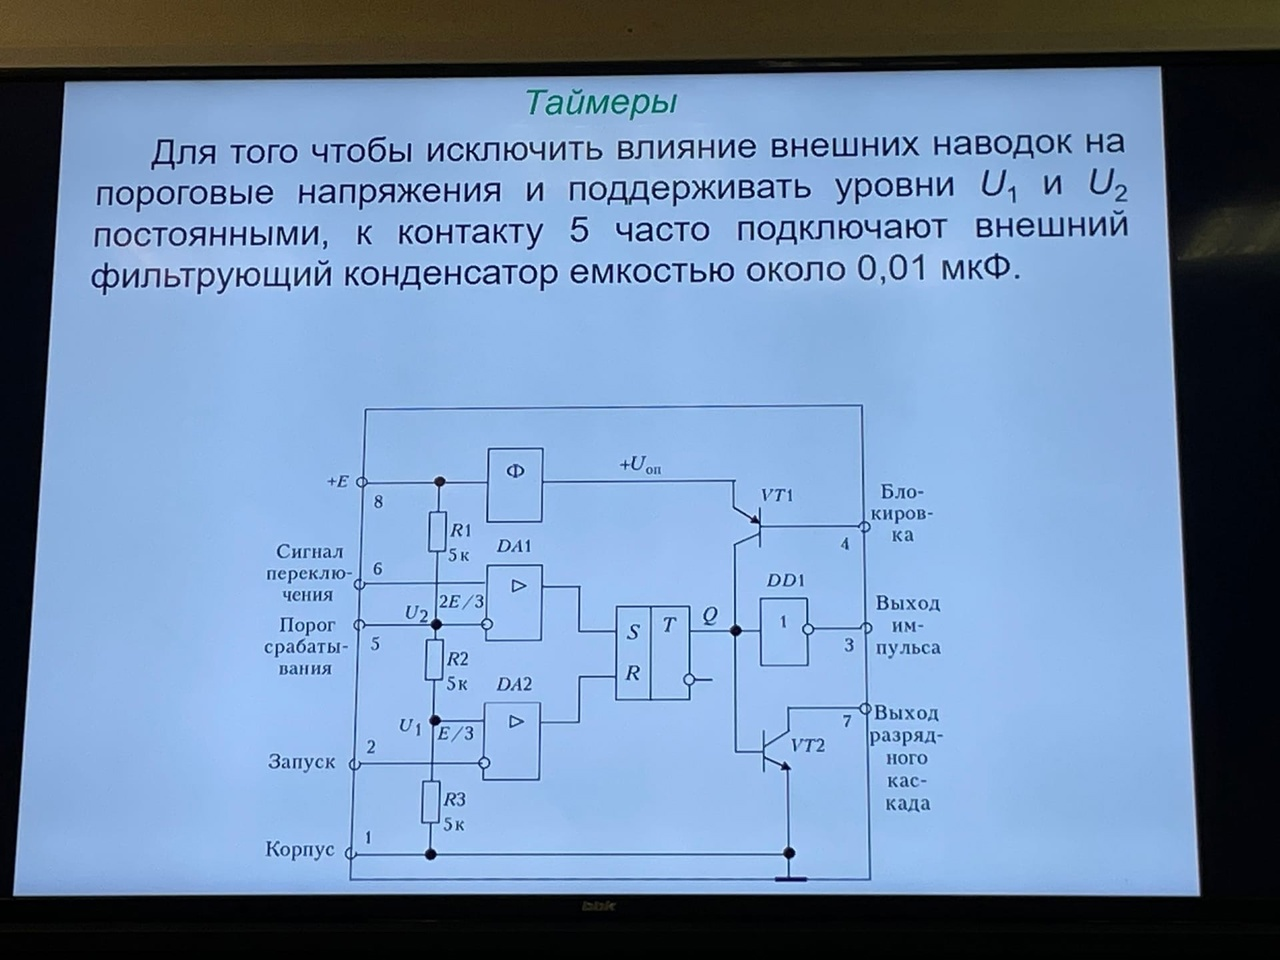 Таймеры
Для того чтобы исключить влияние внешних наводок на
пороговые напряжения и поддерживать уровни U1 и U2
постоянными, к контакту 5 часто подключают внешний
фильтрующий конденсатор емкостью около 0,01 мкФ.
+E
8
Ф
+Uоп
VT1
Бло-
кировка-
ка
4
R1
5к
DA1
Сигнал
переклю-
чения
6
2E/3
U2
Порог
срабаты-
вания
5
R2
5к
DA2
S
T
R
Q
DD1
1
3
Выход
им-
пульса
U1
E/3
2
Запуск
VT2
7
Выход
разряд-
ного
кас-
када
R3
5к
1
Корпус
bbk